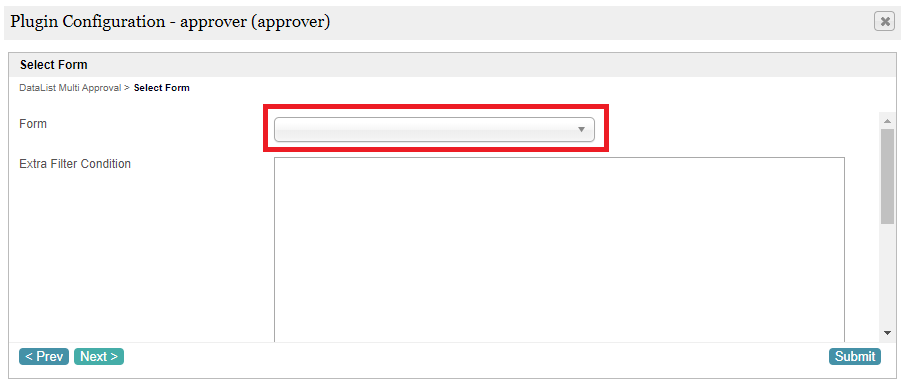 Plugin Configuration - approver (approver)
Select Form
DataList Multi Approval > Select Form
Form
Extra Filter Condition
< Prev Next > Submit